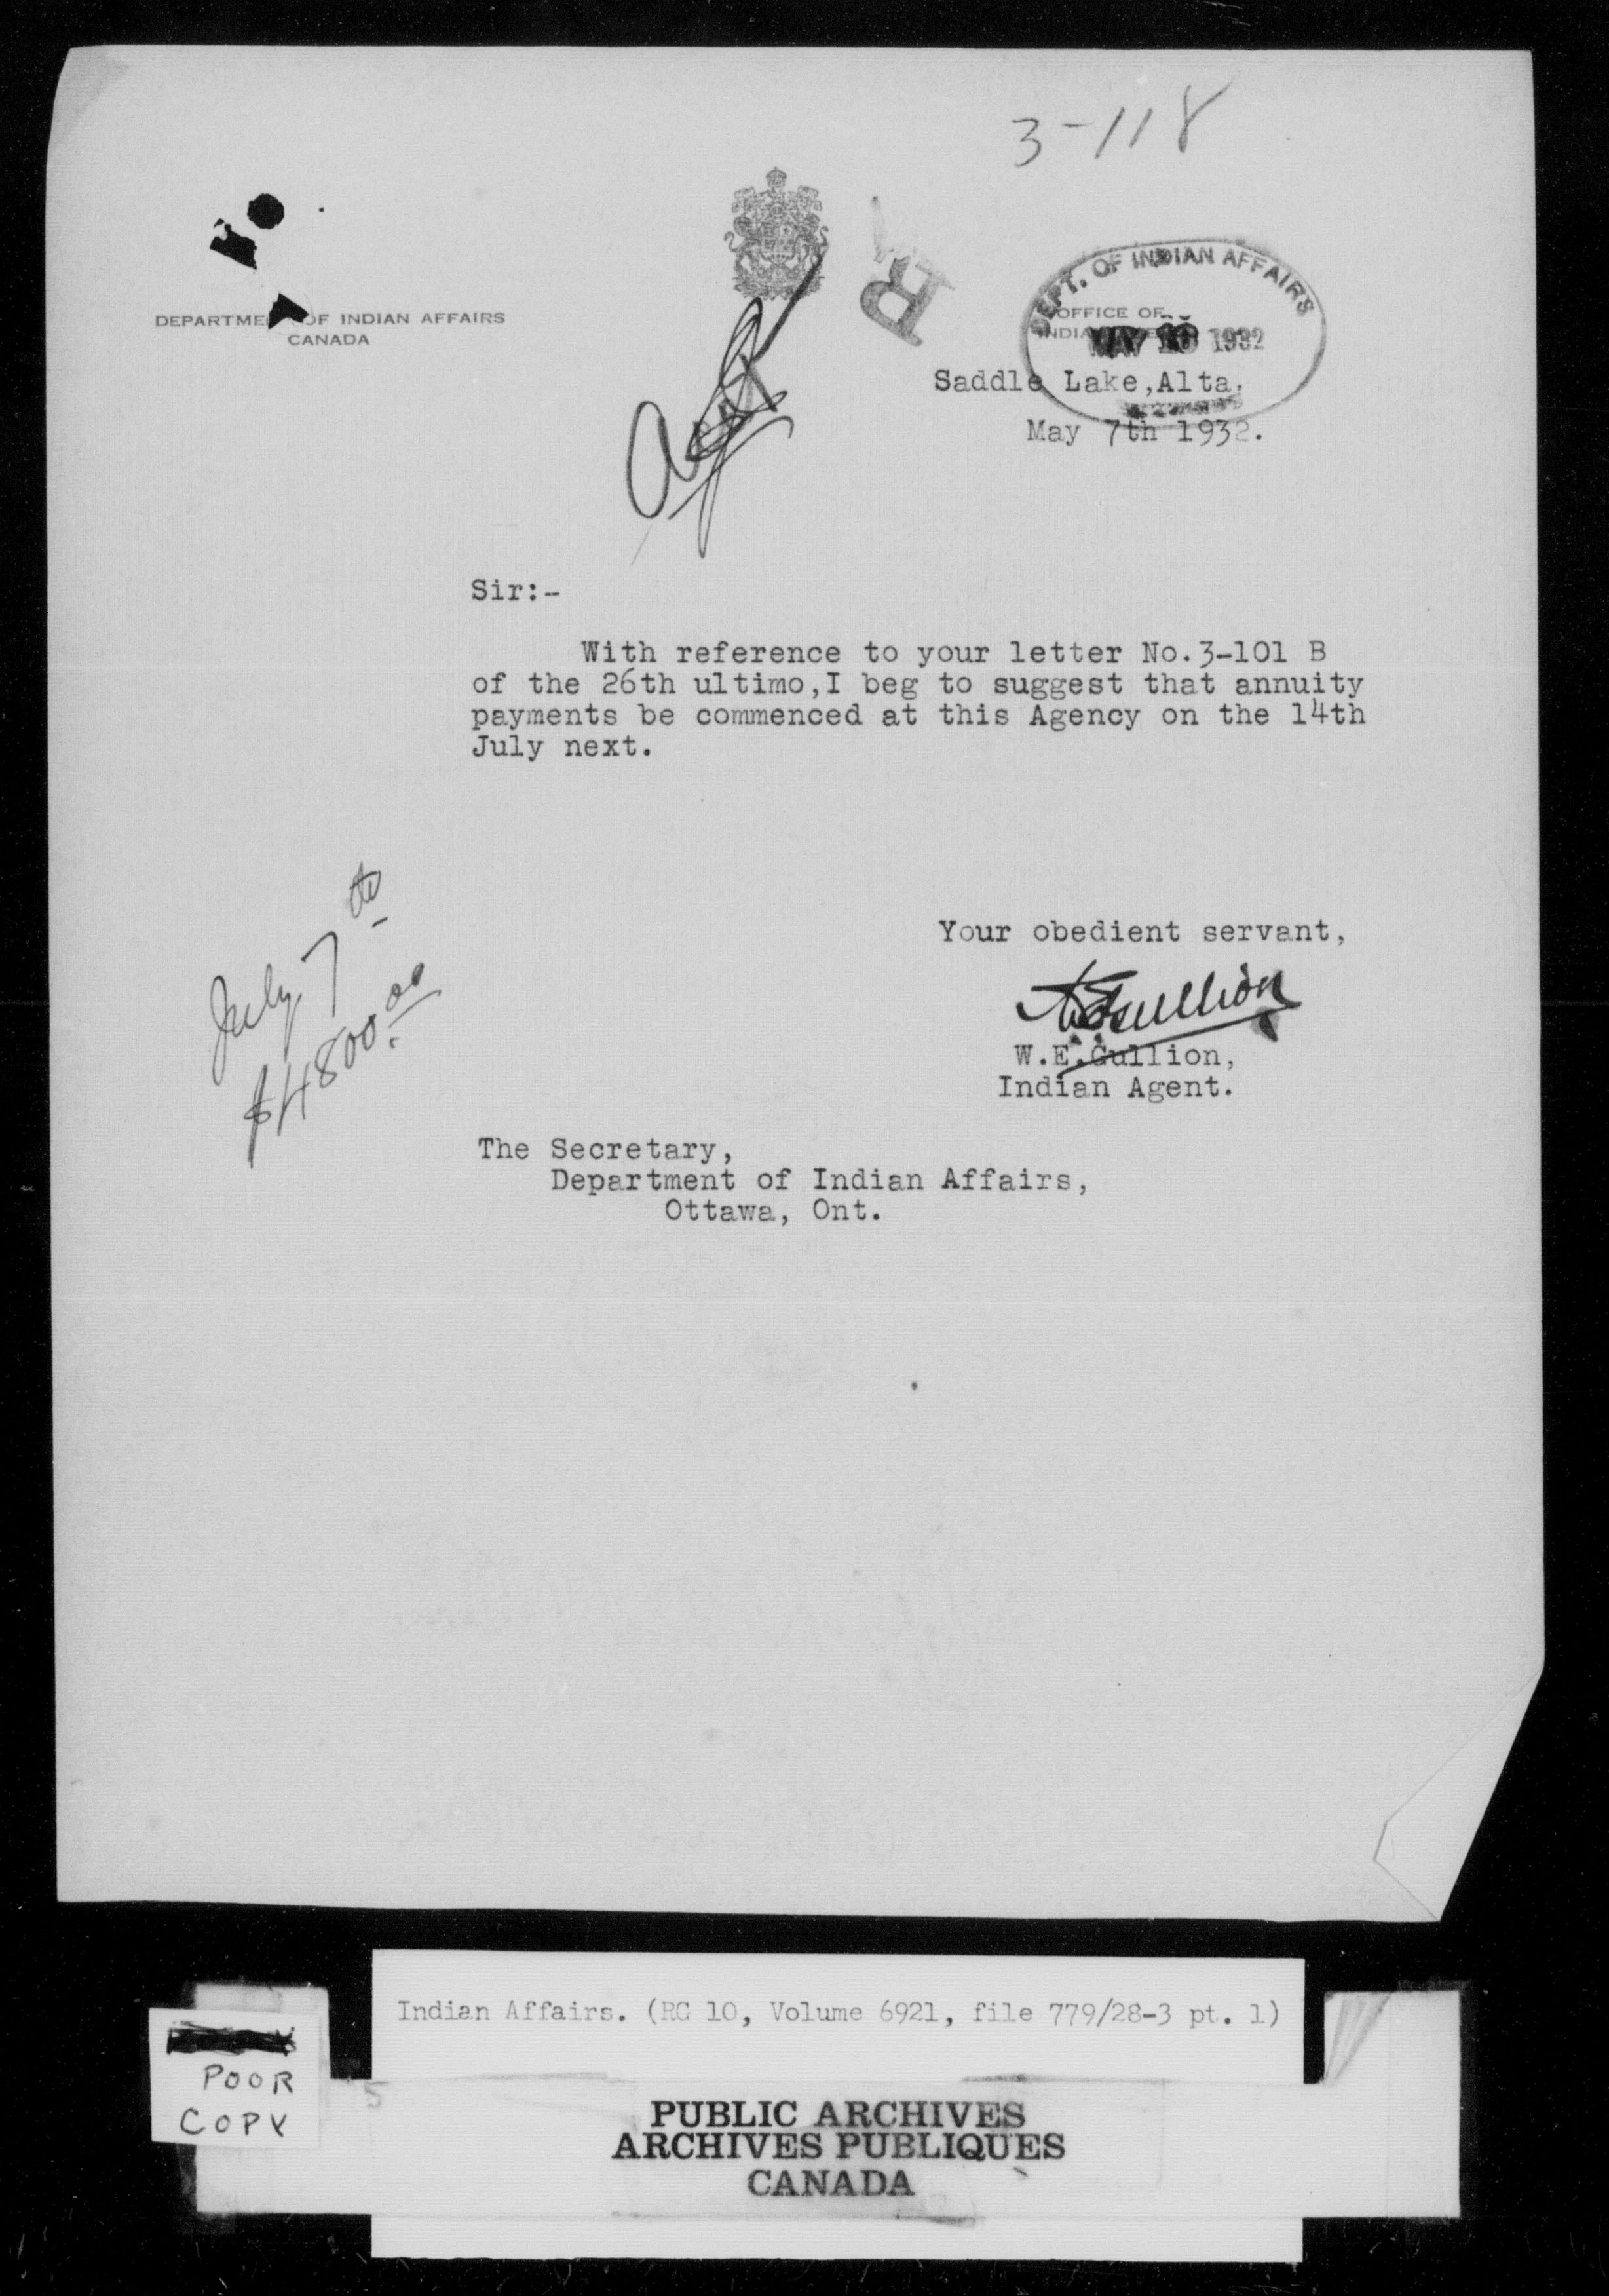 3-118
DEPARTME OF INDIAN AFFAIRS
CANADA
R
DEPT. OF INDIAN AFFAIRS
OFFICE OF
INDIA
MAY 10 1932
Saddle Lake,Alta.
May 7th 1932.
Sir:--
With reference to your letter No.3-101 B
of the 26th ultimo,I beg to suggest that annuity
payments be commenced at this Agency on the 14th
July next.
July 7th
$4800.00
Your obedient servant,
W.E.Gullion
W.E.Gullion,
Indian Agent.
The Secretary,
Department of Indian Affairs,
Ottawa, Ont.
Indian Affairs. (RG 10, Volume 6921, file 779/28-3 pt. 1)
POOR
COPY
5
PUBLIC ARCHIVES
ARCHIVES PUBLIQUES
CANADA